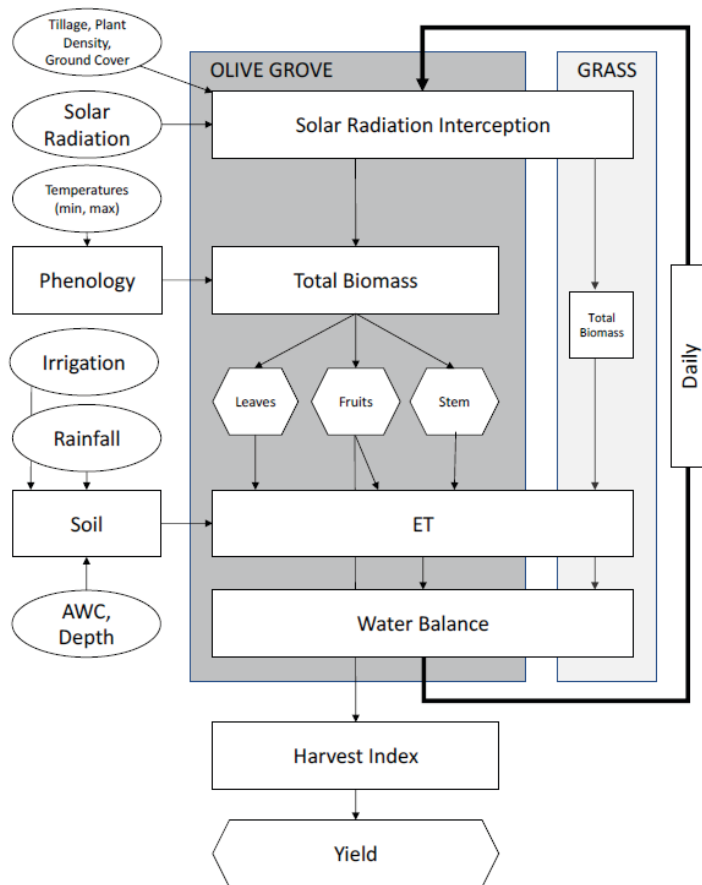 Tillage, Plant
Density,
Ground Cover
OLIVE GROVE
GRASS
Solar
Radiation
Solar Radiation Interception
Temperatures
(min, max)
Phenology
Total Biomass
Total
Biomass
Daily
Irrigation
Leaves
Fruits
Stem
Rainfall
Soil
ET
AWC,
Depth
Water Balance
Harvest Index
Yield